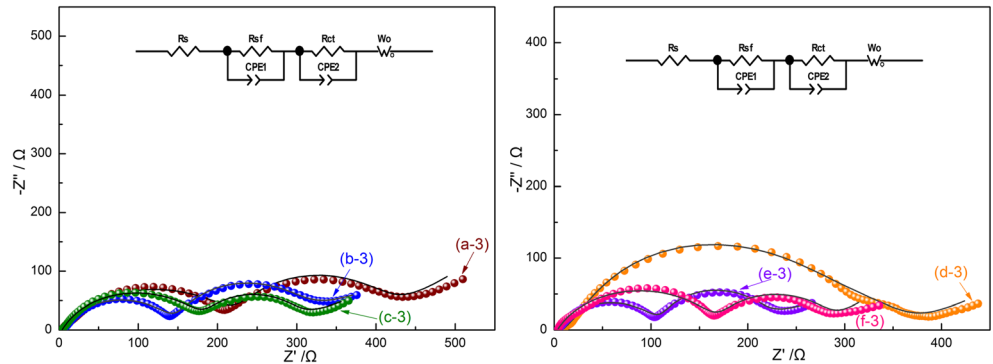 500
400
300
200
100
0
-Z'' / Ω
Rs
Rsf
Rct
Wo
CPE1
CPE2
(a-3)
(b-3)
(c-3)
0
100
200
300
400
500
Z' /Ω
400
300
200
100
0
-Z'' / Ω
Rs
Rsf
Rct
Wo
CPE1
CPE2
(d-3)
(e-3)
(f-3)
0
100
200
300
400
Z' /Ω